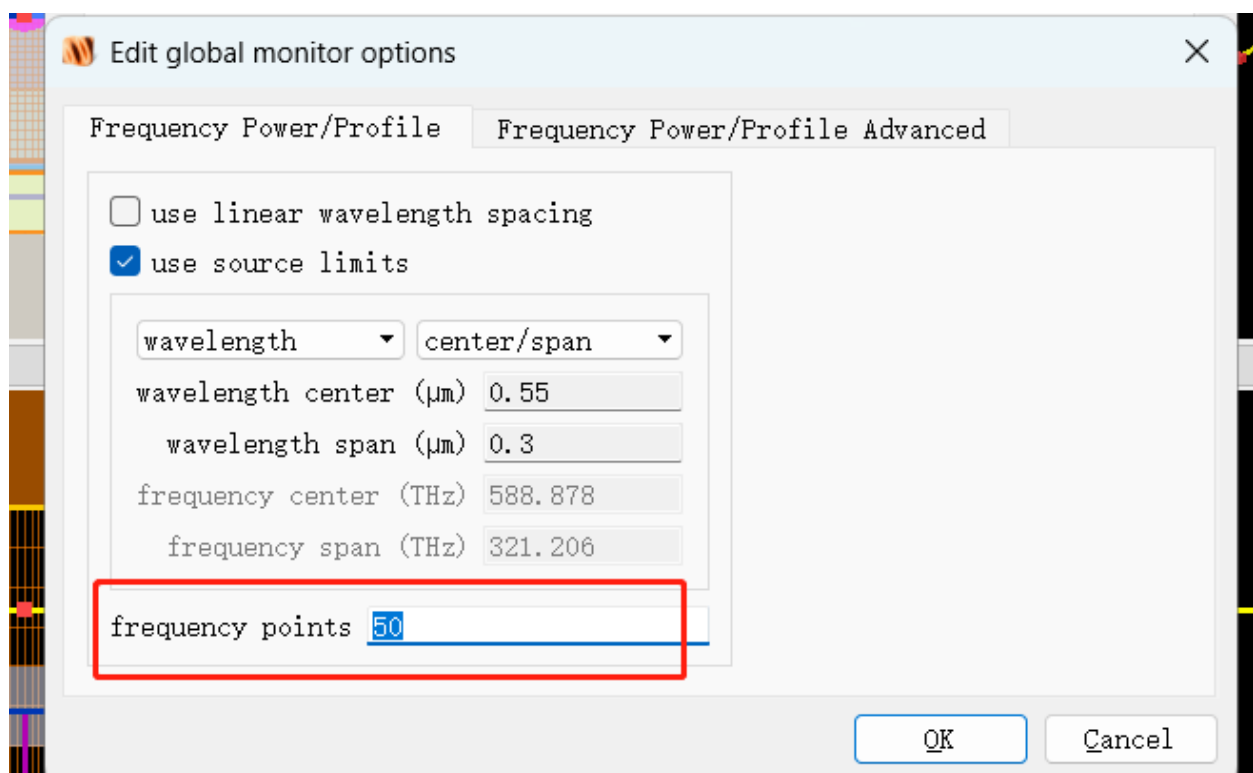 Edit global monitor options
Frequency Power/Profile
Frequency Power/Profile Advanced
use linear wavelength spacing
use source limits
wavelength center/span
wavelength center (μm) 0.55
wavelength span (μm) 0.3
frequency center (THz) 588.878
frequency span (THz) 321.206
frequency points 50
OK Cancel